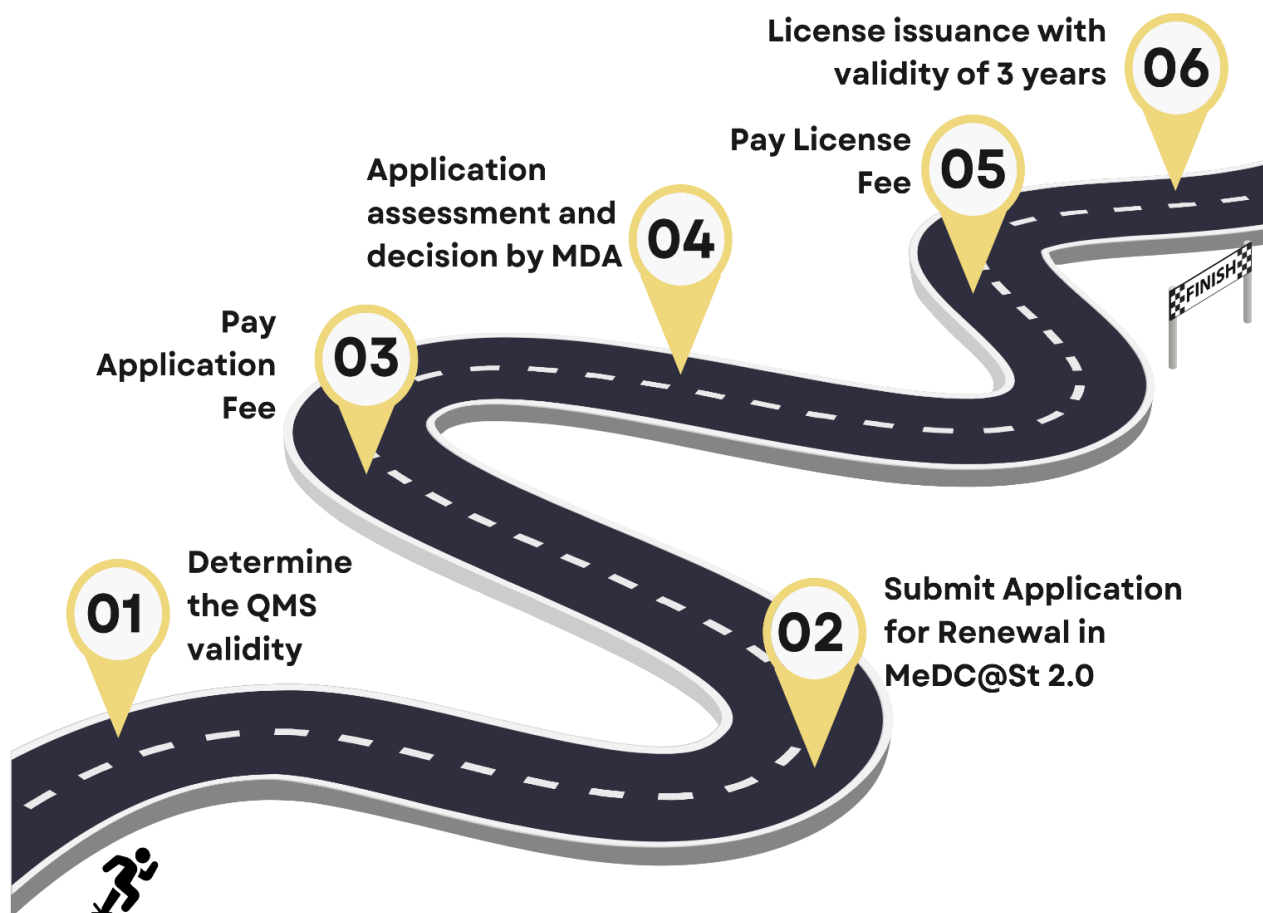 01
Determine
the QMS
validity
02
Submit Application
for Renewal in
MeDC@St 2.0
03
Pay
Application
Fee
04
Application
assessment and
decision by MDA
05
Pay License
Fee
06
License issuance with
validity of 3 years
FINISH